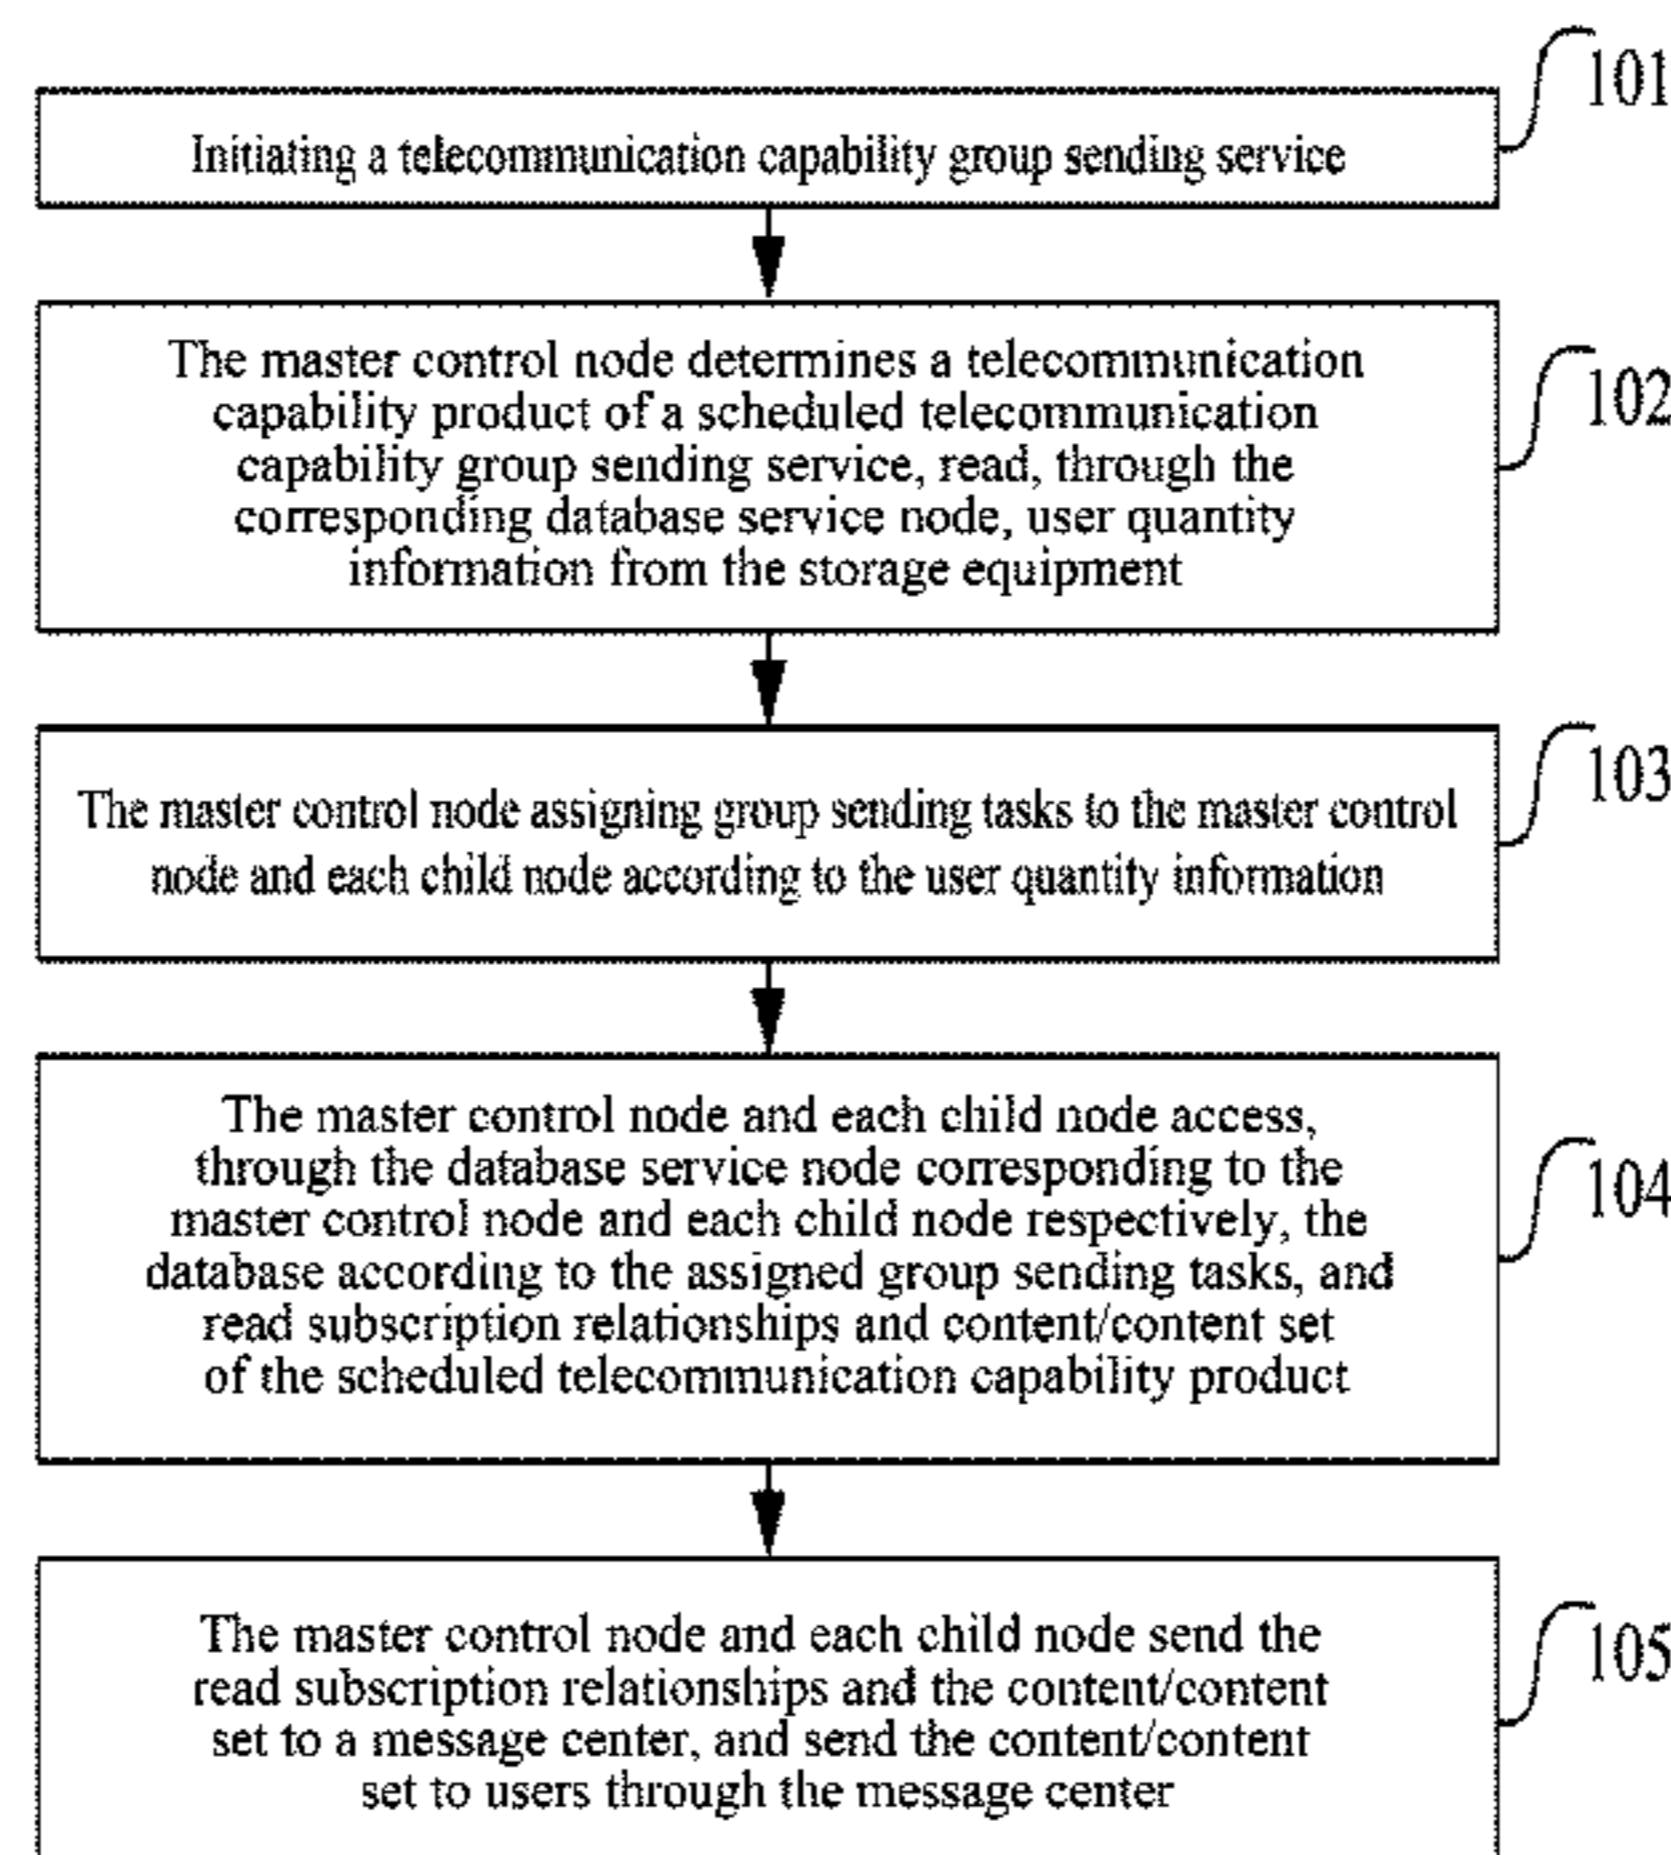 101
Initiating a telecommunication capability group sending service
The master control node determines a telecommunication
capability product of a scheduled telecommunication
capability group sending service, read, through the
corresponding database service node, user quantity
information from the storage equipment
102
The master control node assigning group sending tasks to the master control
node and each child node according to the user quantity information
103
The master control node and each child node access,
through the database service node corresponding to the
master control node and each child node respectively, the
database according to the assigned group sending tasks, and
read subscription relationships and content/content set
of the scheduled telecommunication capability product
104
The master control node and each child node send the
read subscription relationships and the content/content
set to a message center, and send the content/content
set to users through the message center
105